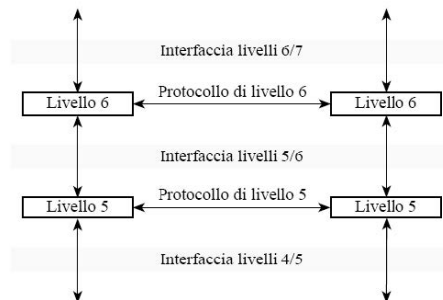 Interfaccia livelli 6/7
Protocollo di livello 6
Livello 6
Livello 6
Interfaccia livelli 5/6
Protocollo di livello 5
Livello 5
Livello 5
Interfaccia livelli 4/5